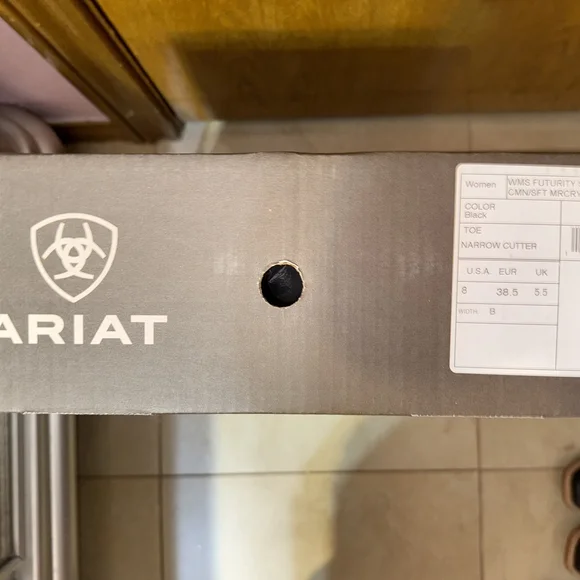 ARIAT
Women WMS FUTURITY
CMN/SFT MRCRY
COLOR
Black
TOE
NARROW CUTTER
U.S.A. EUR UK
8 38.5 5.5
WIDTH B